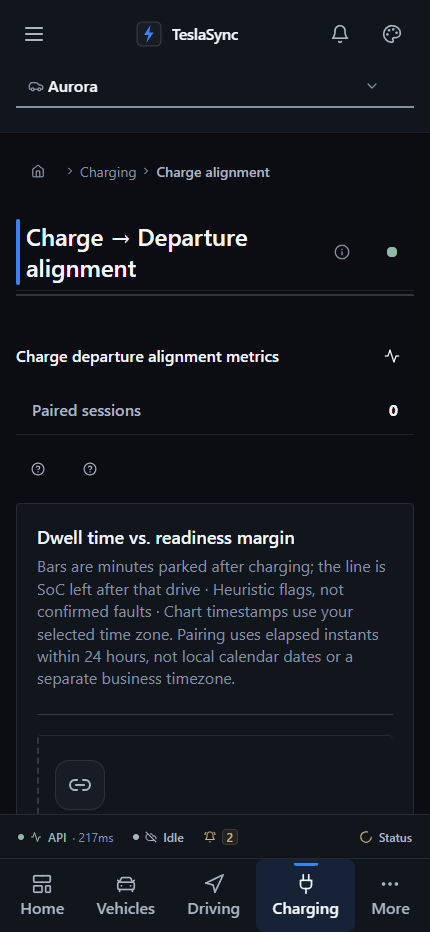 TeslaSync
Aurora
Charging
Charge alignment
Charge → Departure
alignment
Charge departure alignment metrics
Paired sessions
0
Dwell time vs. readiness margin
Bars are minutes parked after charging; the line is
SoC left after that drive · Heuristic flags, not
confirmed faults · Chart timestamps use your
selected time zone. Pairing uses elapsed instants
within 24 hours, not local calendar dates or a
separate business timezone.
API · 217ms
Idle
2
Status
Home
Vehicles
Driving
Charging
More